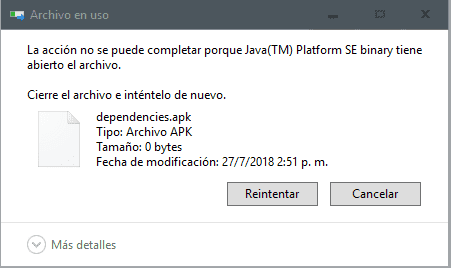 Archivo en uso
La acción no se puede completar porque Java(TM) Platform SE binary tiene
abierto el archivo.
Cierre el archivo e inténtelo de nuevo.
dependencies.apk
Tipo: Archivo APK
Tamaño: 0 bytes
Fecha de modificación: 27/7/2018 2:51 p. m.
Reintentar
Cancelar
Más detalles